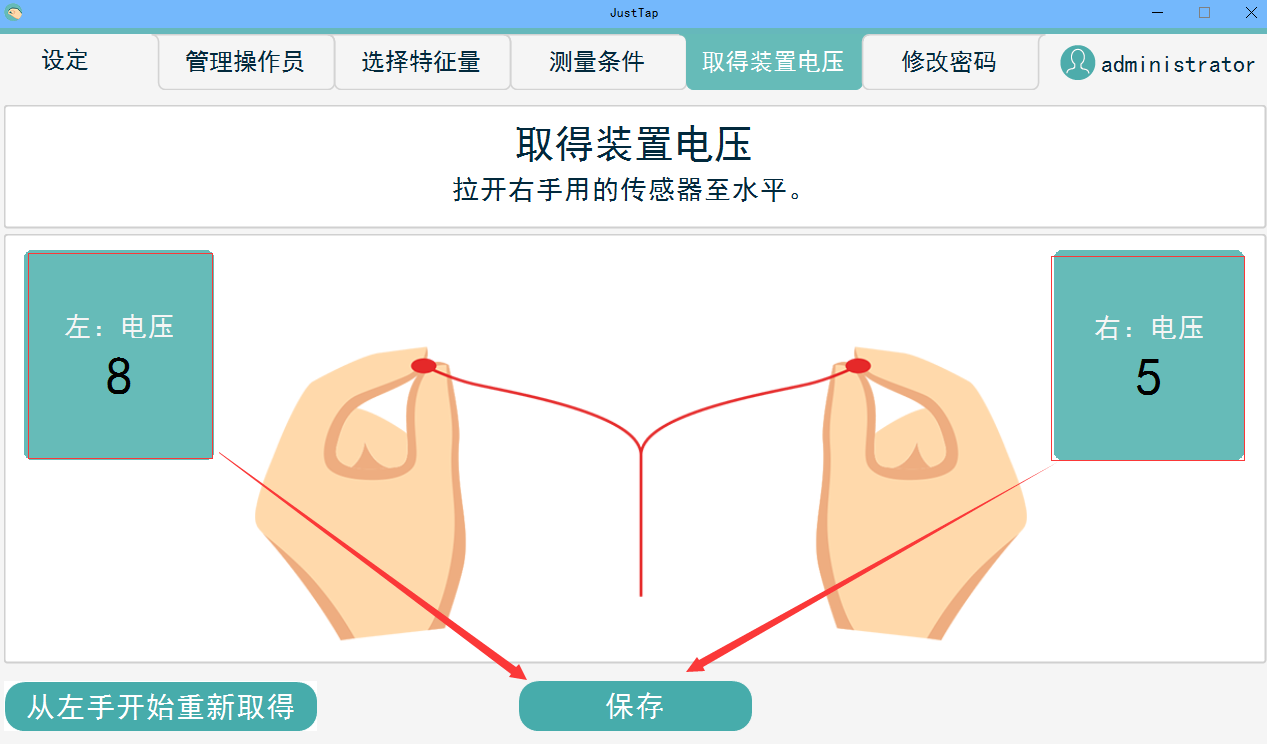 JustTap
设定
管理操作员
选择特征量
测量条件
取得装置电压
修改密码
administrator
取得装置电压
拉开右手用的传感器至水平。
左：电压
8
右：电压
5
从左手开始重新取得
保存